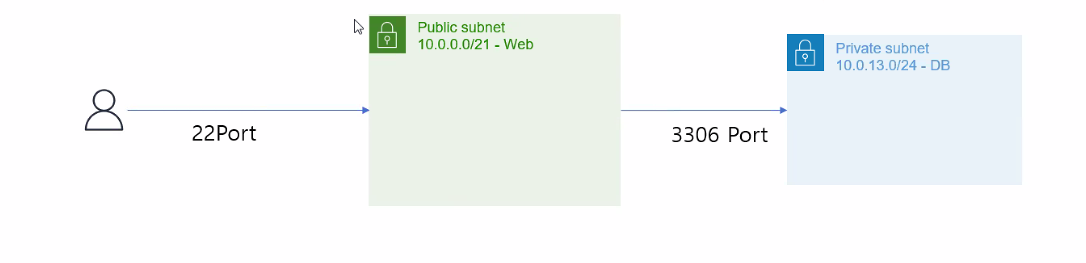 Public subnet
10.0.0.0/21 - Web
Private subnet
10.0.13.0/24 - DB
22Port
3306 Port